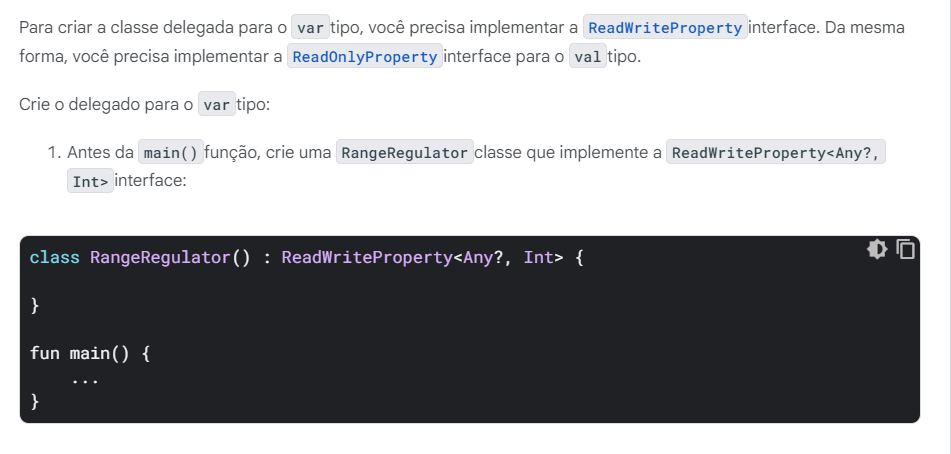 Para criar a classe delegada para o var tipo, você precisa implementar a ReadWriteProperty interface. Da mesma
forma, você precisa implementar a ReadOnlyProperty interface para o val tipo.
Crie o delegado para o var tipo:
1. Antes da main() função, crie uma RangeRegulator classe que implemente a ReadWriteProperty<Any?,
Int> interface:
class RangeRegulator() : ReadWriteProperty<Any?, Int> {
}
fun main() {
...
}